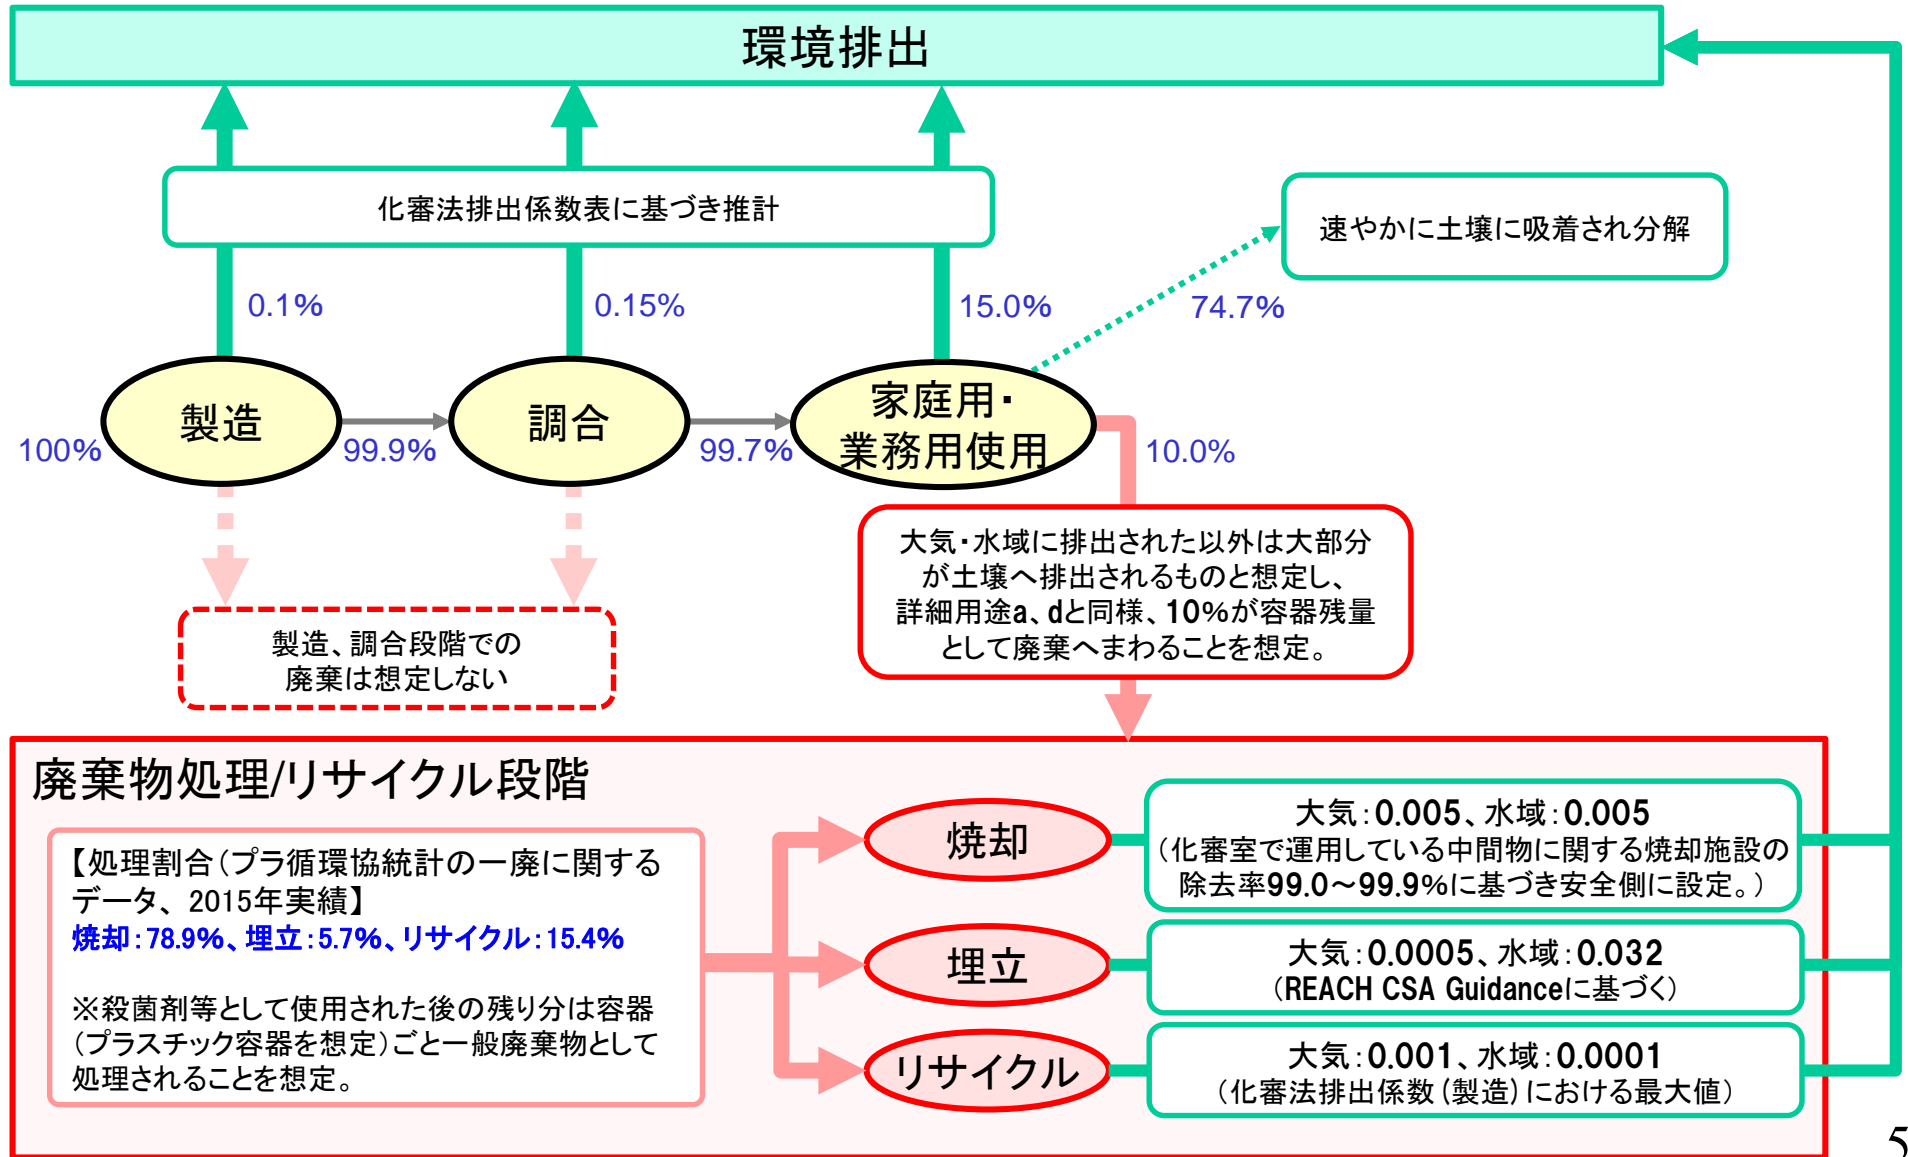 環境排出
化審法排出係数表に基づき推計
速やかに土壌に吸着され分解
0.1%
0.15%
15.0%
74.7%
製造
調合
家庭用・
業務用使用
100%
99.9%
99.7%
10.0%
大気・水域に排出された以外は大部分
が土壌へ排出されるものと想定し、
詳細用途a、dと同様、10%が容器残量
として廃棄へまわることを想定。
製造、調合段階での
廃棄は想定しない
廃棄物処理/リサイクル段階
【処理割合（プラ循環協統計の一廃に関する
データ、2015年実績】
焼却：78.9%、埋立：5.7%、リサイクル：15.4%
※殺菌剤等として使用された後の残り分は容器
（プラスチック容器を想定）ごと一般廃棄物として
処理されることを想定。
焼却
大気：0.005、水域：0.005
（化審室で運用している中間物に関する焼却施設の
除去率99.0～99.9%に基づき安全側に設定。）
埋立
大気：0.0005、水域：0.032
（REACH CSA Guidanceに基づく）
リサイクル
大気：0.001、水域：0.0001
（化審法排出係数（製造）における最大値）
5